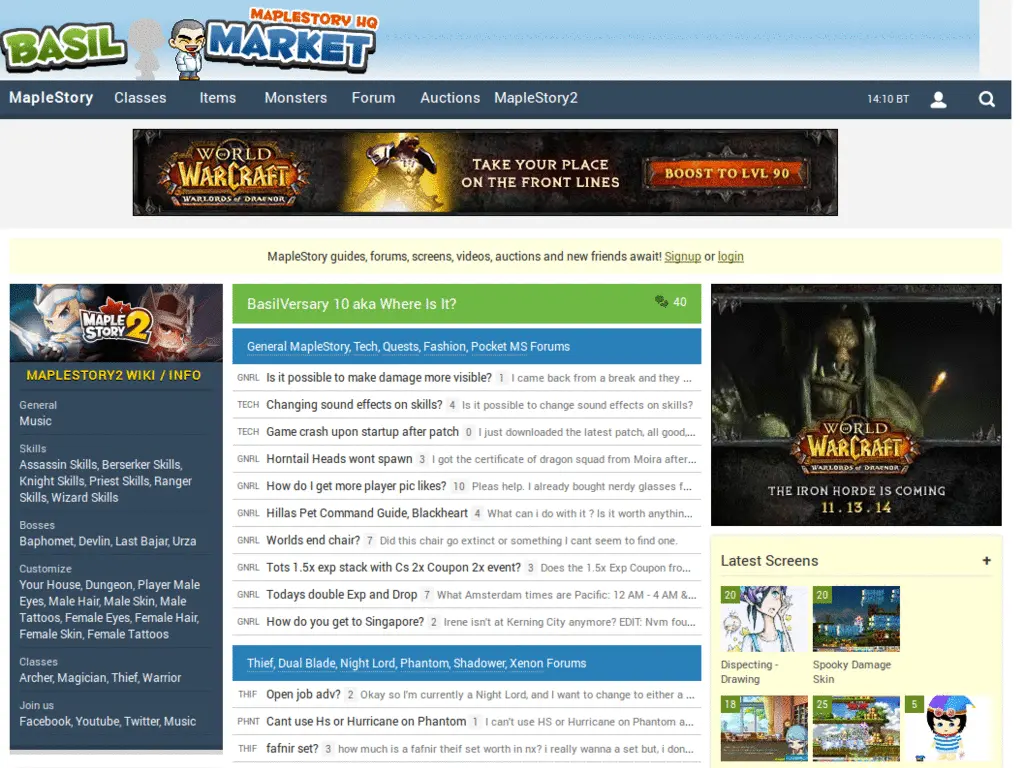 BASIL MARKET
MAPLESTORY HQ
MapleStory Classes Items Monsters Forum Auctions MapleStory2 14:10 BT
WORLD WARCRAFT
WARLORDS OF DRAENOR
TAKE YOUR PLACE
ON THE FRONT LINES
BOOST TO LVL 90
MapleStory guides, forums, screens, videos, auctions and new friends await! Signup or login
MAPLE STORY 2
MAPLESTORY2 WIKI / INFO
General
Music
Skills
Assassin Skills, Berserker Skills,
Knight Skills, Priest Skills, Ranger
Skills, Wizard Skills
Bosses
Baphomet, Devlin, Last Bajar, Urza
Customize
Your House, Dungeon, Player Male
Eyes, Male Hair, Male Skin, Male
Tattoos, Female Eyes, Female Hair,
Female Skin, Female Tattoos
Classes
Archer, Magician, Thief, Warrior
Join us
Facebook, Youtube, Twitter, Music
BasilVersary 10 aka Where Is It? 40
General MapleStory, Tech, Quests, Fashion, Pocket MS Forums
GNRL Is it possible to make damage more visible? 1 I came back from a break and they ...
TECH Changing sound effects on skills? 4 Is it possible to change sound effects on skills?
TECH Game crash upon startup after patch 0 I just downloaded the latest patch, all good,...
GNRL Horntail Heads wont spawn 3 I got the certificate of dragon squad from Moira after...
GNRL How do I get more player pic likes? 10 Pleas help. I already bought nerdy glasses f...
GNRL Hillas Pet Command Guide, Blackheart 4 What can i do with it ? Is it worth anythin...
GNRL Worlds end chair? 7 Did this chair go extinct or something I cant seem to find one.
GNRL Tots 1.5x exp stack with Cs 2x Coupon 2x event? 3 Does the 1.5x Exp Coupon fro...
GNRL Todays double Exp and Drop 7 What Amsterdam times are Pacific: 12 AM - 4 AM &...
GNRL How do you get to Singapore? 2 Irene isn't at Kerning City anymore? EDIT: Nvm fou...
Thief, Dual Blade, Night Lord, Phantom, Shadower, Xenon Forums
THIF Open job adv? 2 Okay so I'm currently a Night Lord, and I want to change to either a ...
PHNT Cant use Hs or Hurricane on Phantom 1 I can't use HS or Hurricane on Phantom a...
THIF fafnir set? 3 how much is a fafnir theif set worth in nx? i really wanna a set but, i don...
WORLD WARCRAFT
WARLORDS OF DRAENOR
THE IRON HORDE IS COMING
11.13.14
Latest Screens +
20 20
Dispecting - Drawing
Spooky Damage Skin
18 25 5